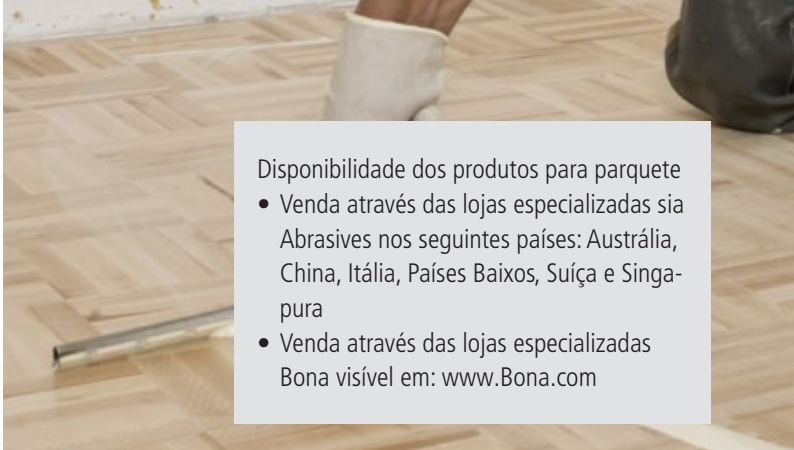 Disponibilidade dos produtos para parquete
• Venda através das lojas especializadas sia
Abrasives nos seguintes países: Austrália,
China, Itália, Países Baixos, Suíça e Singa-
pura
• Venda através das lojas especializadas
Bona visível em: www.Bona.com